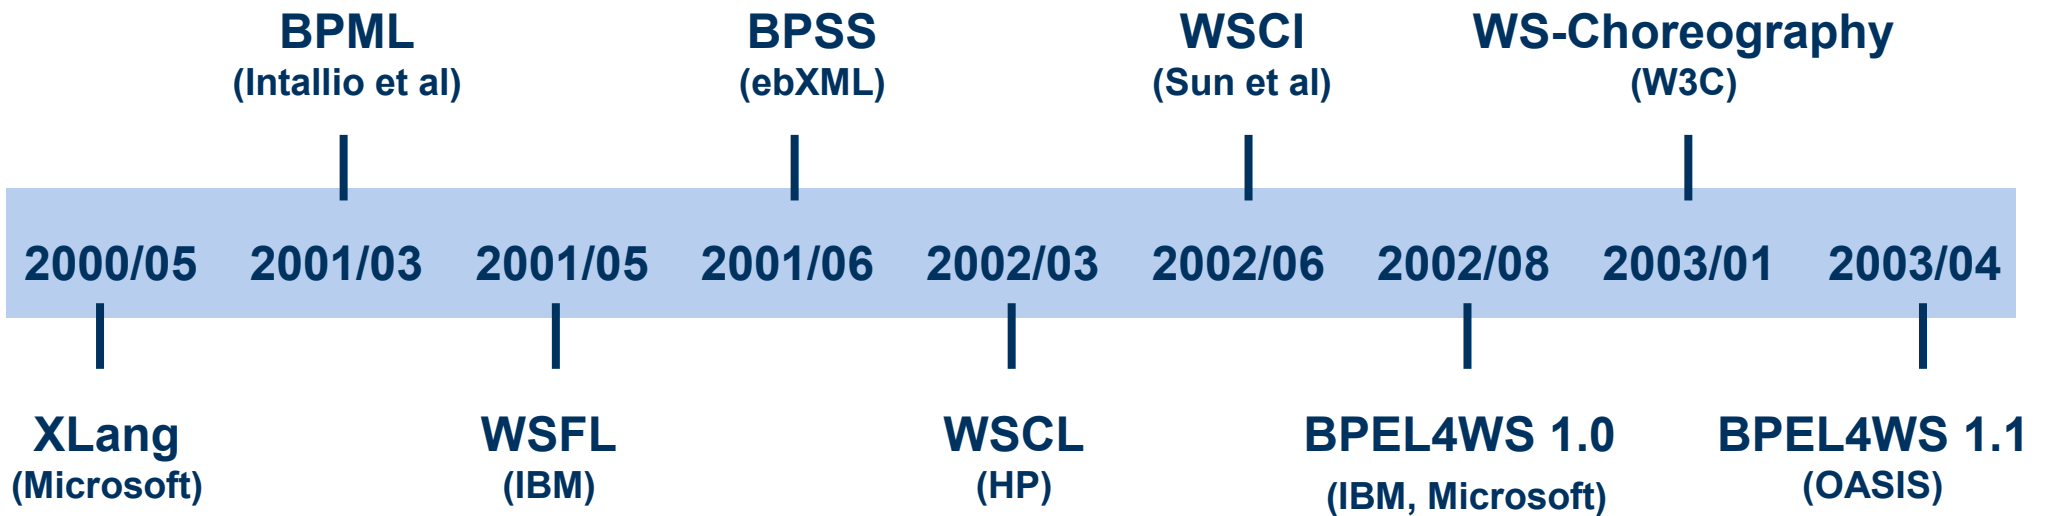 BPML
(Intallio et al)
BPSS
(ebXML)
WSCI
(Sun et al)
WS-Choreography
(W3C)
2000/05 2001/03 2001/05 2001/06 2002/03 2002/06 2002/08 2003/01 2003/04
XLang
(Microsoft)
WSFL
(IBM)
WSCL
(HP)
BPEL4WS 1.0
(IBM, Microsoft)
BPEL4WS 1.1
(OASIS)